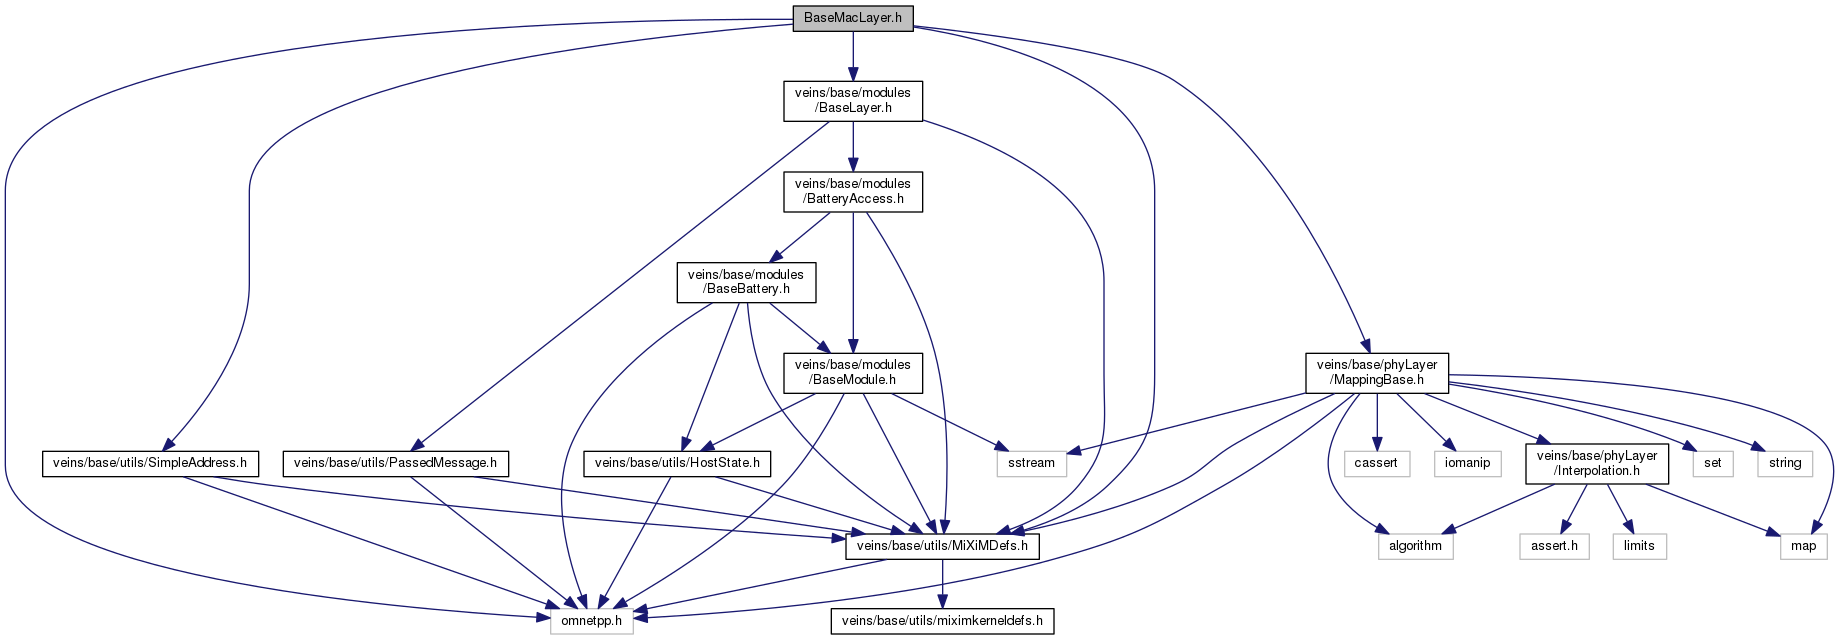 BaseMacLayer.h
veins/base/modules
/BaseLayer.h
veins/base/modules
/BatteryAccess.h
veins/base/modules
/BaseBattery.h
veins/base/modules
/BaseModule.h
veins/base/phyLayer
/MappingBase.h
veins/base/utils/SimpleAddress.h
veins/base/utils/PassedMessage.h
veins/base/utils/HostState.h
sstream
cassert
iomanip
veins/base/phyLayer
/Interpolation.h
set
string
veins/base/utils/MiXiMDefs.h
algorithm
assert.h
limits
map
omnetpp.h
veins/base/utils/miximkerneldefs.h